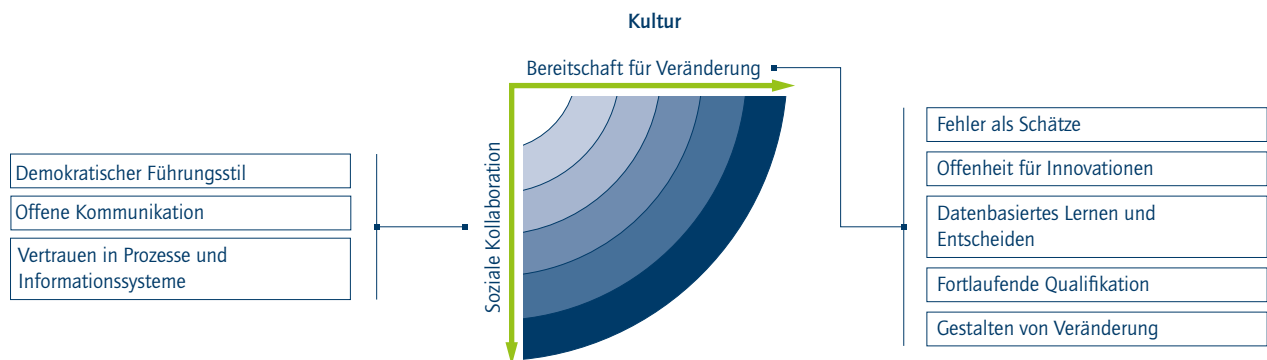 Kultur
Bereitschaft für Veränderung
Soziale Kollaboration
Demokratischer Führungsstil
Offene Kommunikation
Vertrauen in Prozesse und
Informationssysteme
Fehler als Schätze
Offenheit für Innovationen
Datenbasiertes Lernen und
Entscheiden
Fortlaufende Qualifikation
Gestalten von Veränderung